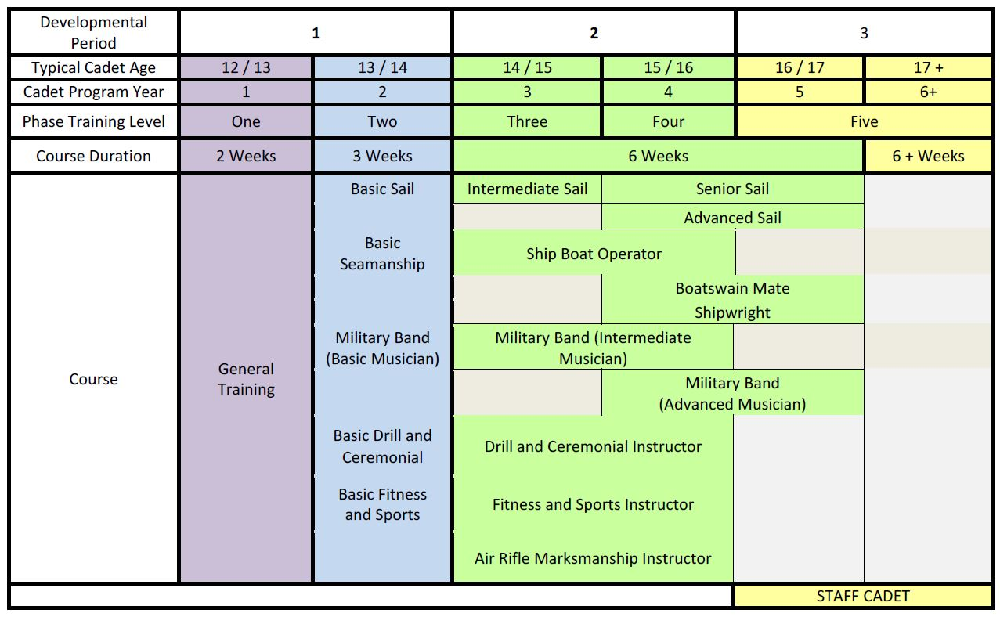 Developmental
Period
1
2
3
Typical Cadet Age
12 / 13
13 / 14
14 / 15
15 / 16
16 / 17
17 +
Cadet Program Year
1
2
3
4
5
6+
Phase Training Level
One
Two
Three
Four
Five
Course Duration
2 Weeks
3 Weeks
6 Weeks
6 + Weeks
Course
General
Training
Basic Sail
Intermediate Sail
Senior Sail
Advanced Sail
Basic
Seamanship
Ship Boat Operator
Boatswain Mate
Shipwright
Military Band
(Basic Musician)
Military Band (Intermediate
Musician)
Military Band
(Advanced Musician)
Basic Drill and
Ceremonial
Drill and Ceremonial Instructor
Basic Fitness
and Sports
Fitness and Sports Instructor
Air Rifle Marksmanship Instructor
STAFF CADET